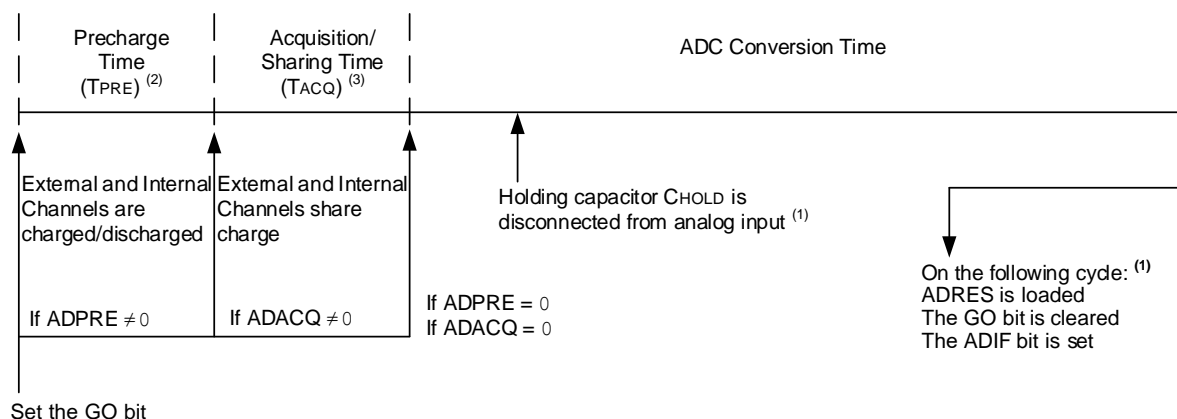 Precharge
Time
(TPRE) (2)
Acquisition/
Sharing Time
(TACQ) (3)
ADC Conversion Time
External and Internal
Channels are
charged/discharged
External and Internal
Channels share
charge
Holding capacitor CHOLD is
disconnected from analog input (1)
If ADPRE ≠ 0
If ADACQ ≠ 0
If ADPRE = 0
If ADACQ = 0
On the following cycle: (1)
ADRES is loaded
The GO bit is cleared
The ADIF bit is set
Set the GO bit